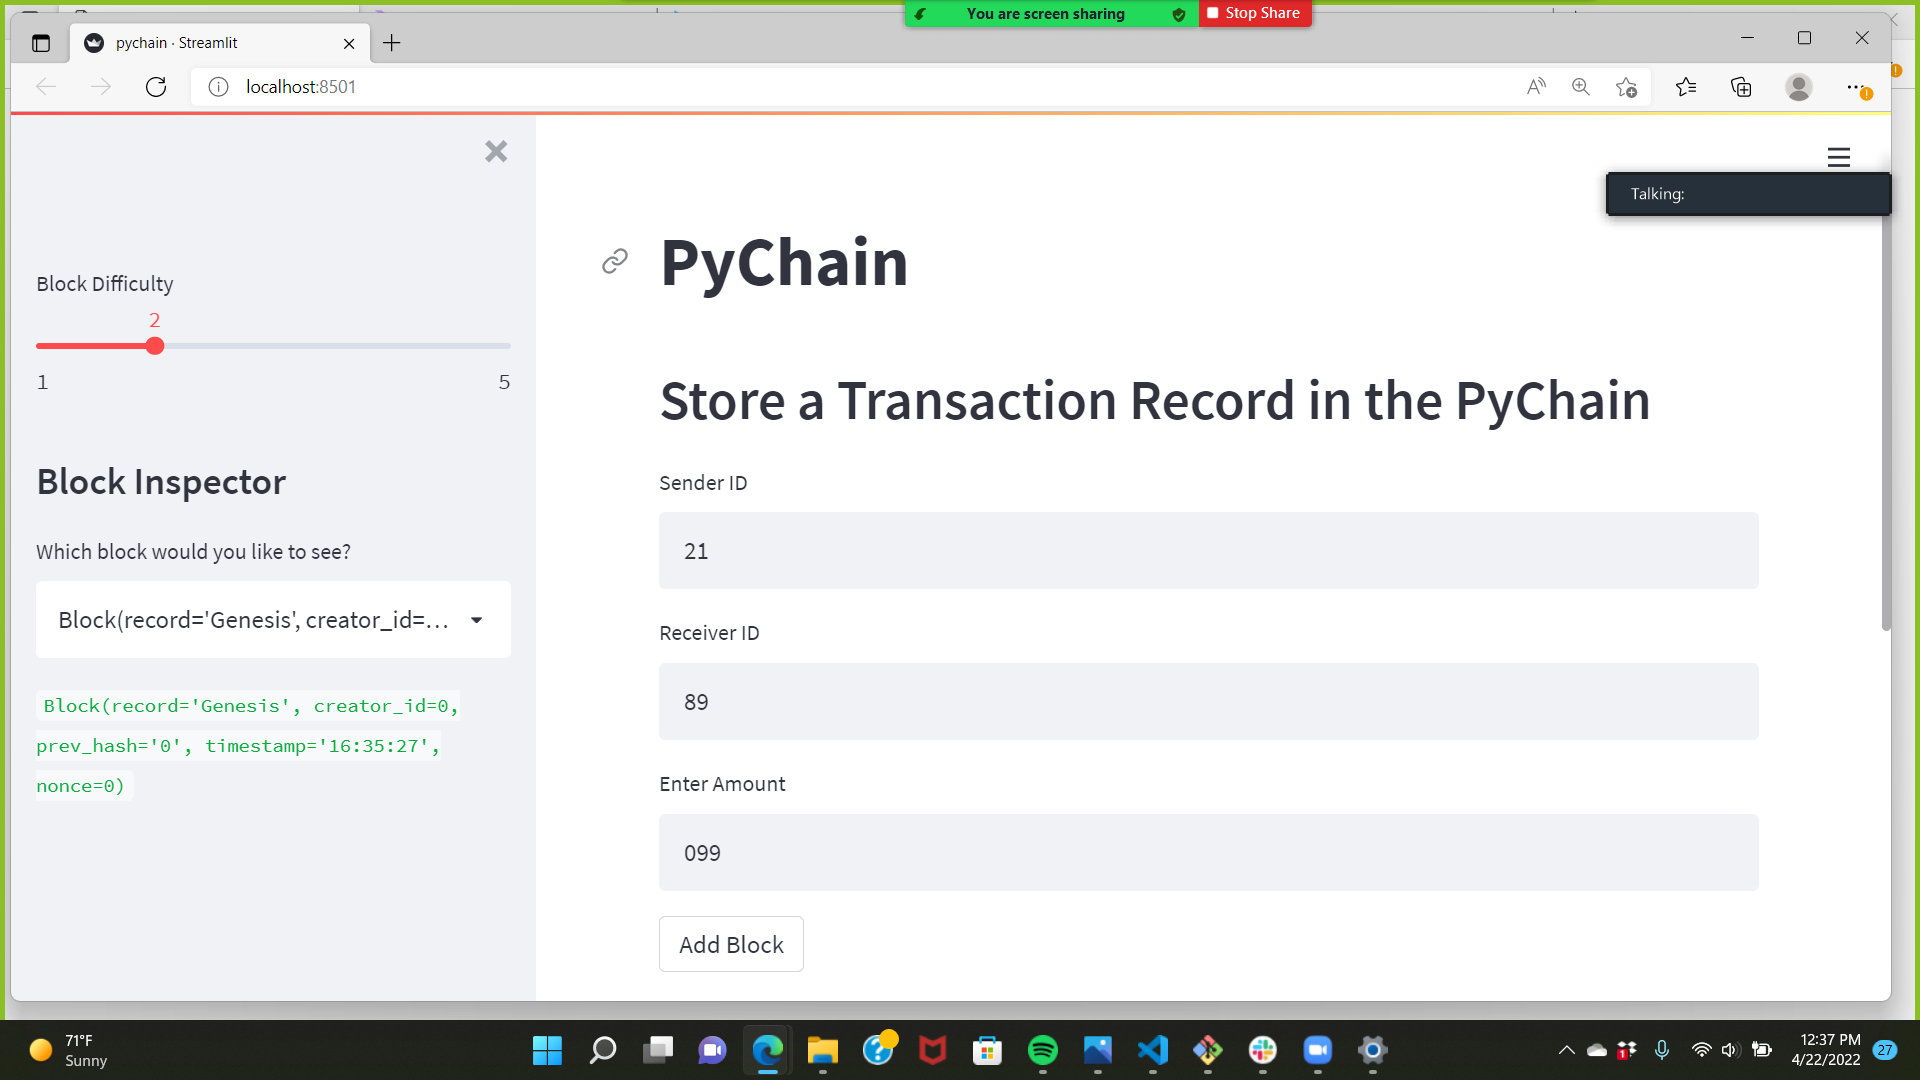 You are screen sharing
Stop Share
pychain · Streamlit
localhost:8501
Talking:
Block Difficulty
2
1
5
Block Inspector
Which block would you like to see?
Block(record='Genesis', creator_id=...
Block(record='Genesis', creator_id=0,
prev_hash='0', timestamp='16:35:27',
nonce=0)
PyChain
Store a Transaction Record in the PyChain
Sender ID
21
Receiver ID
89
Enter Amount
099
Add Block
71°F
Sunny
1
12:37 PM
4/22/2022
27